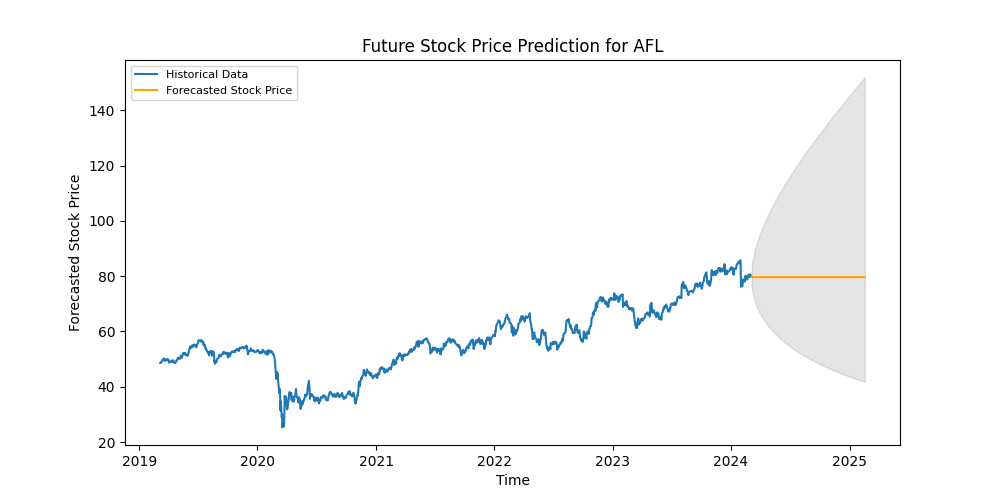 Future Stock Price Prediction for AFL
Historical Data
Forecasted Stock Price
140
120
100
80
60
40
20
Forecasted Stock Price
2019
2020
2021
2022
2023
2024
2025
Time